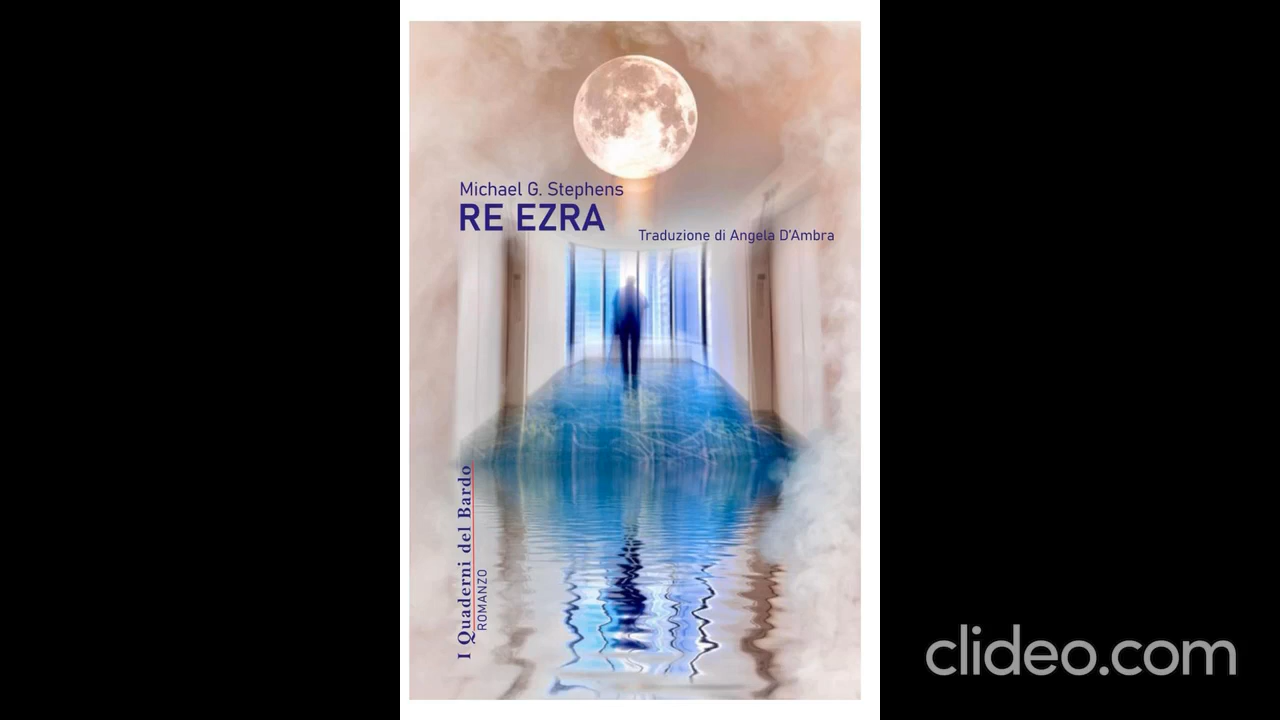 Michael G. Stephens
RE EZRA
Traduzione di Angela D'Ambra
I Quaderni del Bardo
ROMANZO
clideo.com